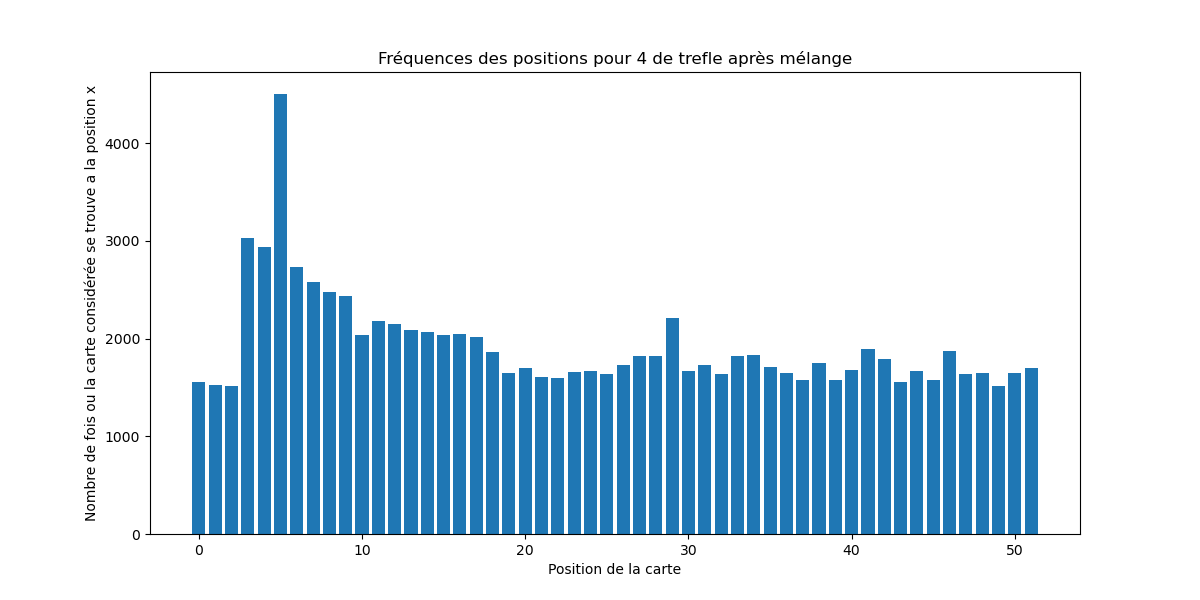 Fréquences des positions pour 4 de trefle après mélange
Nombre de fois ou la carte considérée se trouve a la position x
4000
3000
2000
1000
0
0 10 20 30 40 50
Position de la carte